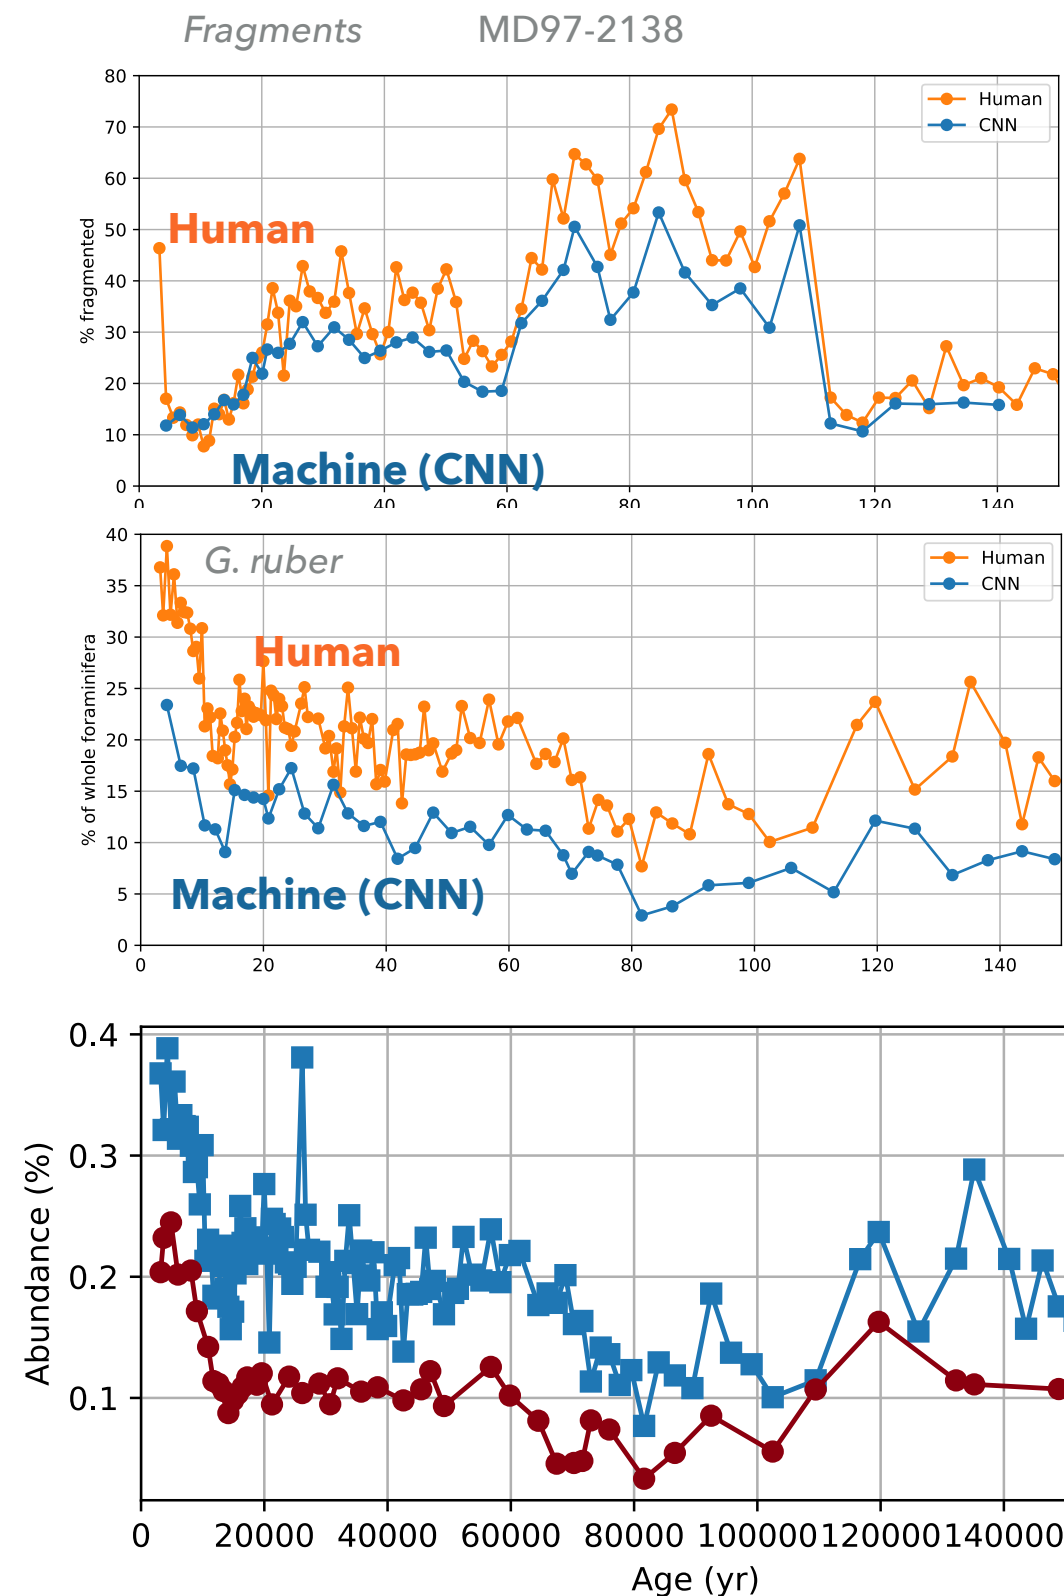 Fragments MD97-2138
80
70
60
50
40
30
20
10
0
% fragmented
Human
CNN
Human
Machine (CNN)
0 20 40 60 80 100 120 140
40
35
30
25
20
15
10
5
0
% of whole foraminifera
G. ruber
Human
CNN
Human
Machine (CNN)
0 20 40 60 80 100 120 140
0.4
0.3
0.2
0.1
Abundance (%)
0 20000 40000 60000 80000 100000 120000 140000
Age (yr)